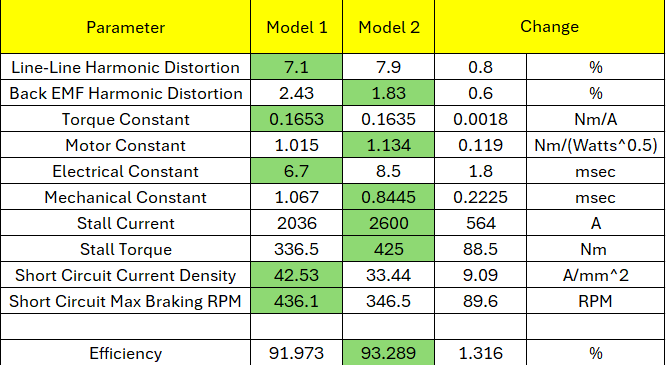 Parameter Model 1 Model 2 Change
Line-Line Harmonic Distortion 7.1 7.9 0.8 %
Back EMF Harmonic Distortion 2.43 1.83 0.6 %
Torque Constant 0.1653 0.1635 0.0018 Nm/A
Motor Constant 1.015 1.134 0.119 Nm/(Watts^0.5)
Electrical Constant 6.7 8.5 1.8 msec
Mechanical Constant 1.067 0.8445 0.2225 msec
Stall Current 2036 2600 564 A
Stall Torque 336.5 425 88.5 Nm
Short Circuit Current Density 42.53 33.44 9.09 A/mm^2
Short Circuit Max Braking RPM 436.1 346.5 89.6 RPM
Efficiency 91.973 93.289 1.316 %